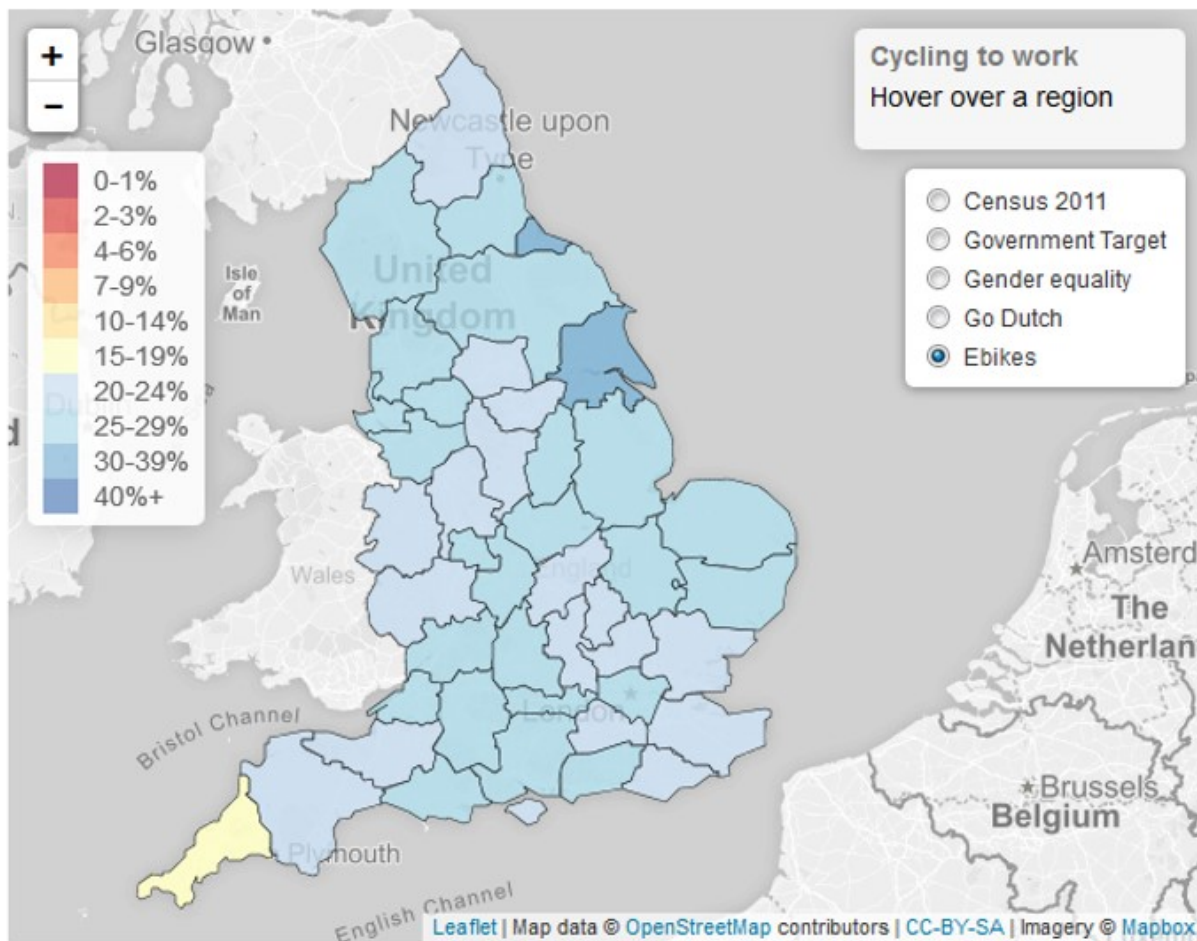 Glasgow
+
−
Cycling to work
Hover over a region
Newcastle upon
Tyne
0-1%
2-3%
4-6%
7-9%
10-14%
15-19%
20-24%
25-29%
30-39%
40%+
Census 2011
Government Target
Gender equality
Go Dutch
Ebikes
Isle
of
Man
United
Kingdom
Wales
England
Amsterd
The
Netherlan
London
Bristol Channel
Brussels
Belgium
Plymouth
English Channel
Leaflet | Map data © OpenStreetMap contributors | CC-BY-SA | Imagery © Mapbox